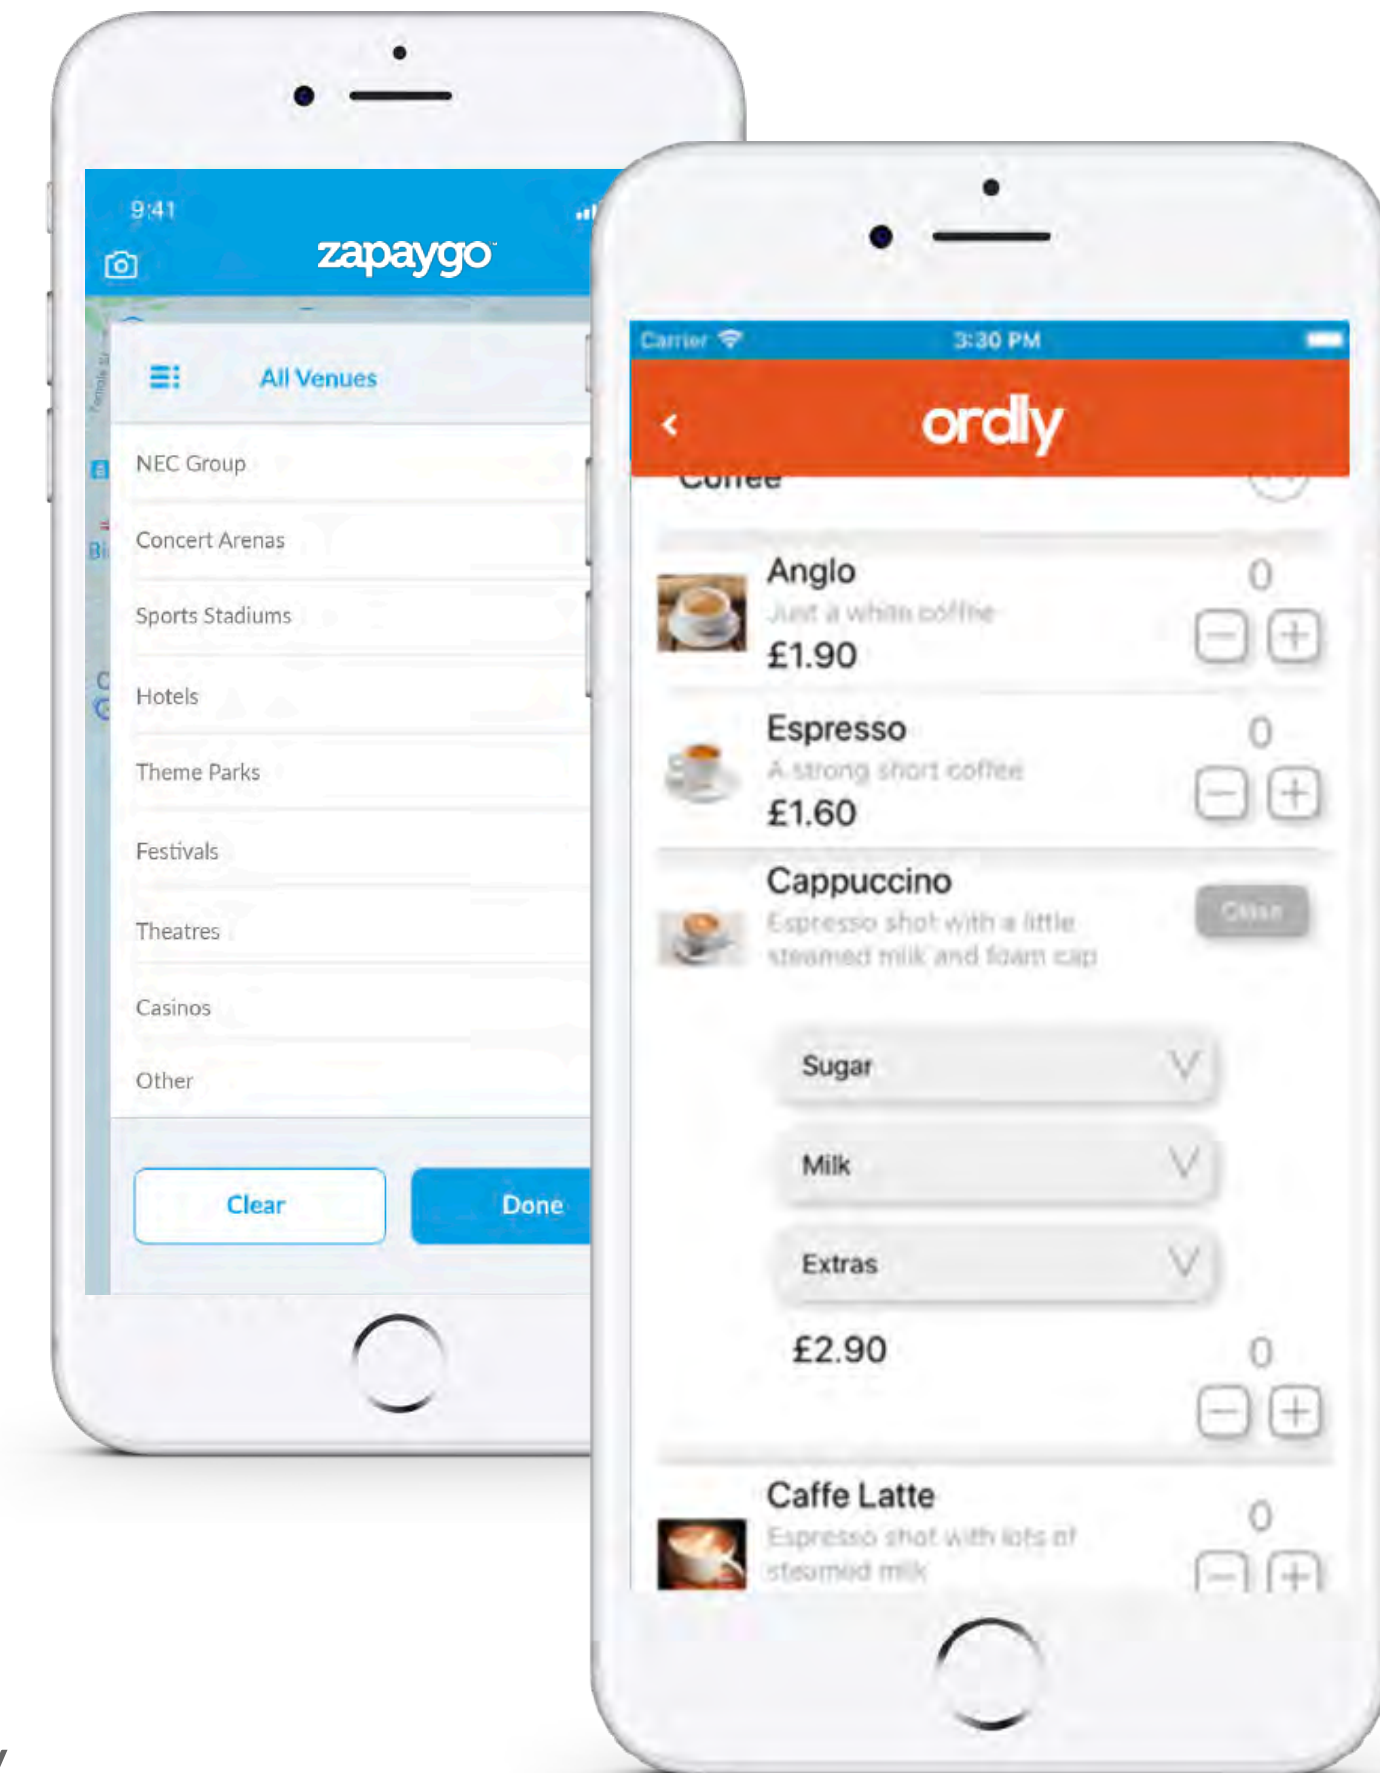 9:41
zapaygo
All Venues
NEC Group
Concert Arenas
Sports Stadiums
Hotels
Theme Parks
Festivals
Theatres
Casinos
Other
Clear
Done
Carrier
3:30 PM
ordly
Coffee
Anglo
0
Just a white coffee
£1.90
Espresso
0
A strong short coffee
£1.60
Cappuccino
Close
Espresso shot with a little
steamed milk and foam cap
Sugar
Milk
Extras
£2.90
0
Caffe Latte
0
Espresso shot with lots of
steamed milk